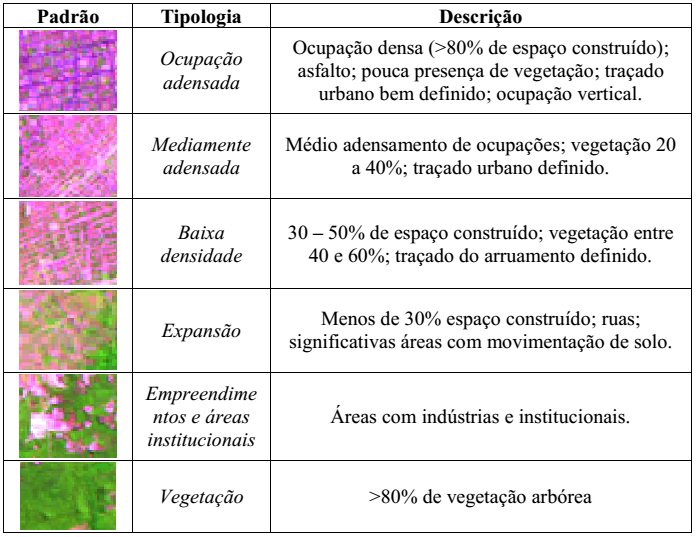 Padrão Tipologia Descrição
Ocupação
adensada
Ocupação densa (>80% de espaço construído);
asfalto; pouca presença de vegetação; traçado
urbano bem definido; ocupação vertical.
Mediamente
adensada
Médio adensamento de ocupações; vegetação 20
a 40%; traçado urbano definido.
Baixa
densidade
30 – 50% de espaço construído; vegetação entre
40 e 60%; traçado do arruamento definido.
Expansão
Menos de 30% espaço construído; ruas;
significativas áreas com movimentação de solo.
Empreendime
ntos e áreas
institucionais
Áreas com indústrias e institucionais.
Vegetação
>80% de vegetação arbórea